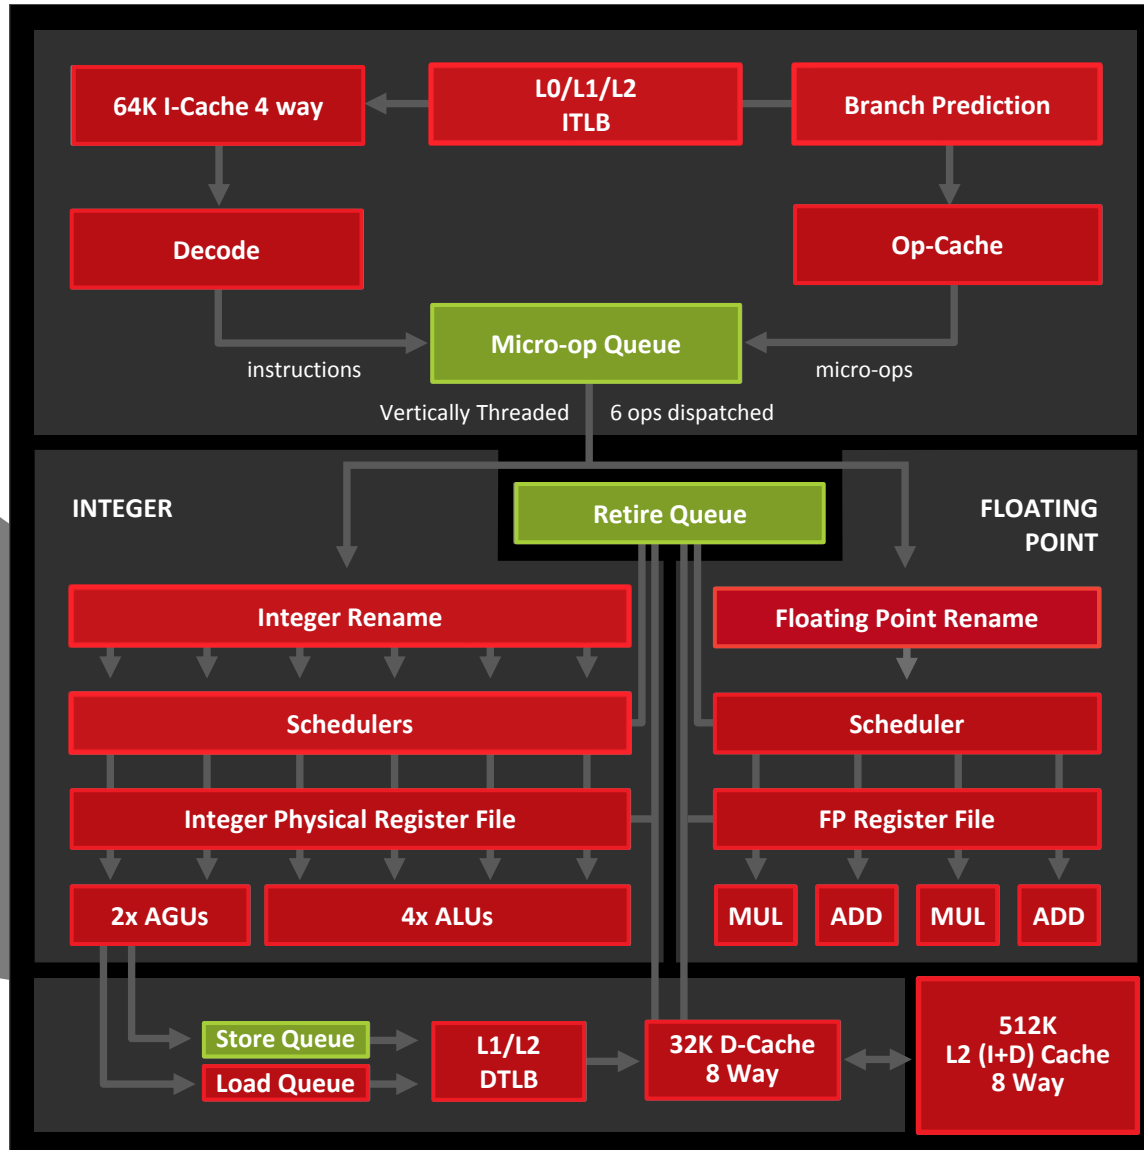 64K I-Cache 4 way
L0/L1/L2
ITLB
Branch Prediction
Decode
Op-Cache
Micro-op Queue
instructions
micro-ops
Vertically Threaded
6 ops dispatched
INTEGER
Retire Queue
FLOATING
POINT
Integer Rename
Floating Point Rename
Schedulers
Scheduler
Integer Physical Register File
FP Register File
2x AGUs
4x ALUs
MUL
ADD
MUL
ADD
Store Queue
Load Queue
L1/L2
DTLB
32K D-Cache
8 Way
512K
L2 (I+D) Cache
8 Way